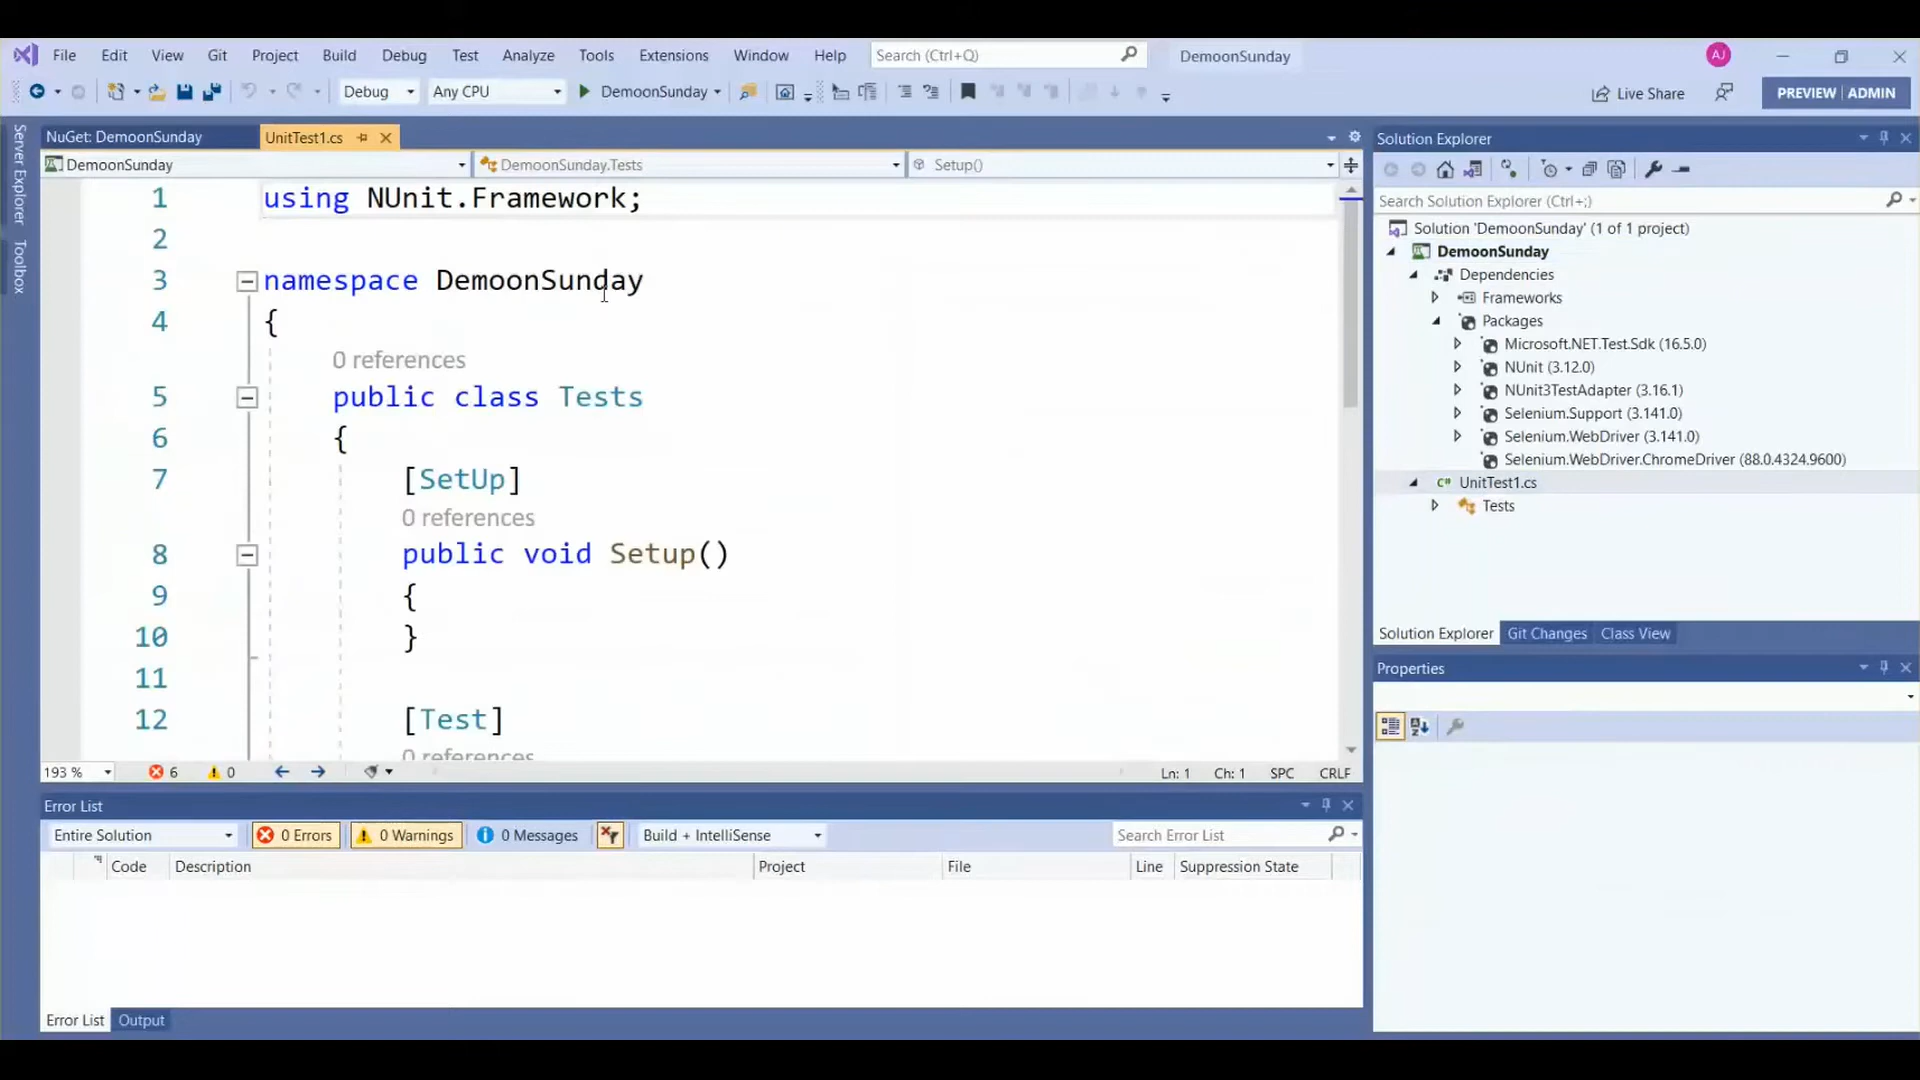 File Edit View Git Project Build Debug Test Analyze Tools Extensions Window Help Search (Ctrl+Q) DemoonSunday AJ
Debug Any CPU DemoonSunday Live Share PREVIEW ADMIN
Server Explorer
Toolbox
NuGet: DemoonSunday UnitTest1.cs
DemoonSunday DemoonSunday.Tests Setup()
1 using NUnit.Framework;
2
3 namespace DemoonSunday
4 {
0 references
5 public class Tests
6 {
7 [SetUp]
0 references
8 public void Setup()
9 {
10 }
11
12 [Test]
0 references
193 % 6 0 Ln: 1 Ch: 1 SPC CRLF
Error List
Entire Solution 0 Errors 0 Warnings 0 Messages Build + IntelliSense Search Error List
Code Description Project File Line Suppression State
Error List Output
Solution Explorer
Search Solution Explorer (Ctrl+;)
Solution 'DemoonSunday' (1 of 1 project)
DemoonSunday
Dependencies
Frameworks
Packages
Microsoft.NET.Test.Sdk (16.5.0)
NUnit (3.12.0)
NUnit3TestAdapter (3.16.1)
Selenium.Support (3.141.0)
Selenium.WebDriver (3.141.0)
Selenium.WebDriver.ChromeDriver (88.0.4324.9600)
C# UnitTest1.cs
Tests
Solution Explorer Git Changes Class View
Properties